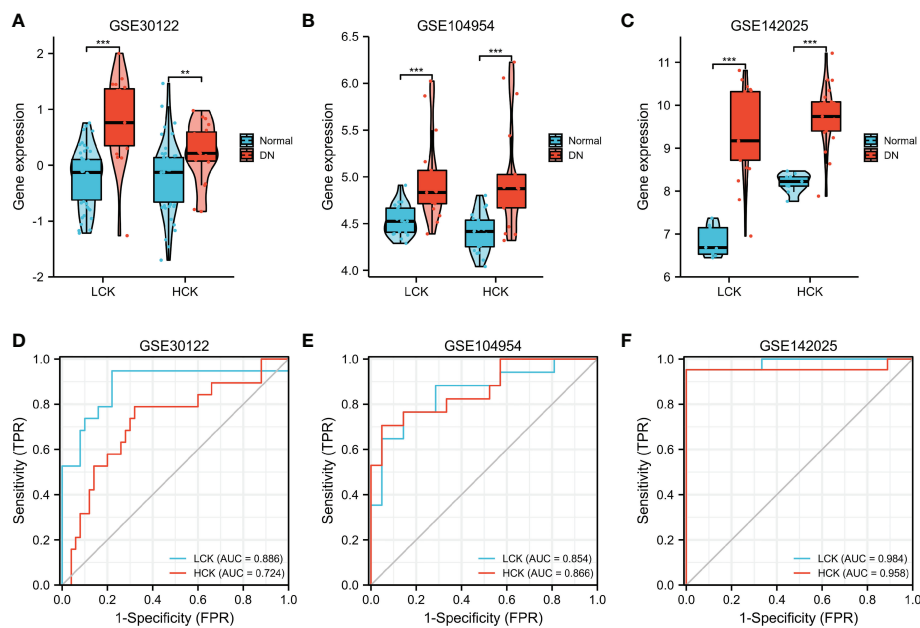 A
GSE30122
Gene expression
2
1
0
-1
-2
***
**
LCK
HCK
Normal
DN
B
GSE104954
Gene expression
6.5
6.0
5.5
5.0
4.5
4.0
***
***
LCK
HCK
Normal
DN
C
GSE142025
Gene expression
11
10
9
8
7
6
***
***
LCK
HCK
Normal
DN
D
GSE30122
Sensitivity (TPR)
1.0
0.8
0.6
0.4
0.2
0.0
LCK (AUC = 0.886)
HCK (AUC = 0.724)
0.0 0.2 0.4 0.6 0.8 1.0
1-Specificity (FPR)
E
GSE104954
Sensitivity (TPR)
1.0
0.8
0.6
0.4
0.2
0.0
LCK (AUC = 0.854)
HCK (AUC = 0.866)
0.0 0.2 0.4 0.6 0.8 1.0
1-Specificity (FPR)
F
GSE142025
Sensitivity (TPR)
1.0
0.8
0.6
0.4
0.2
0.0
LCK (AUC = 0.984)
HCK (AUC = 0.958)
0.0 0.2 0.4 0.6 0.8 1.0
1-Specificity (FPR)